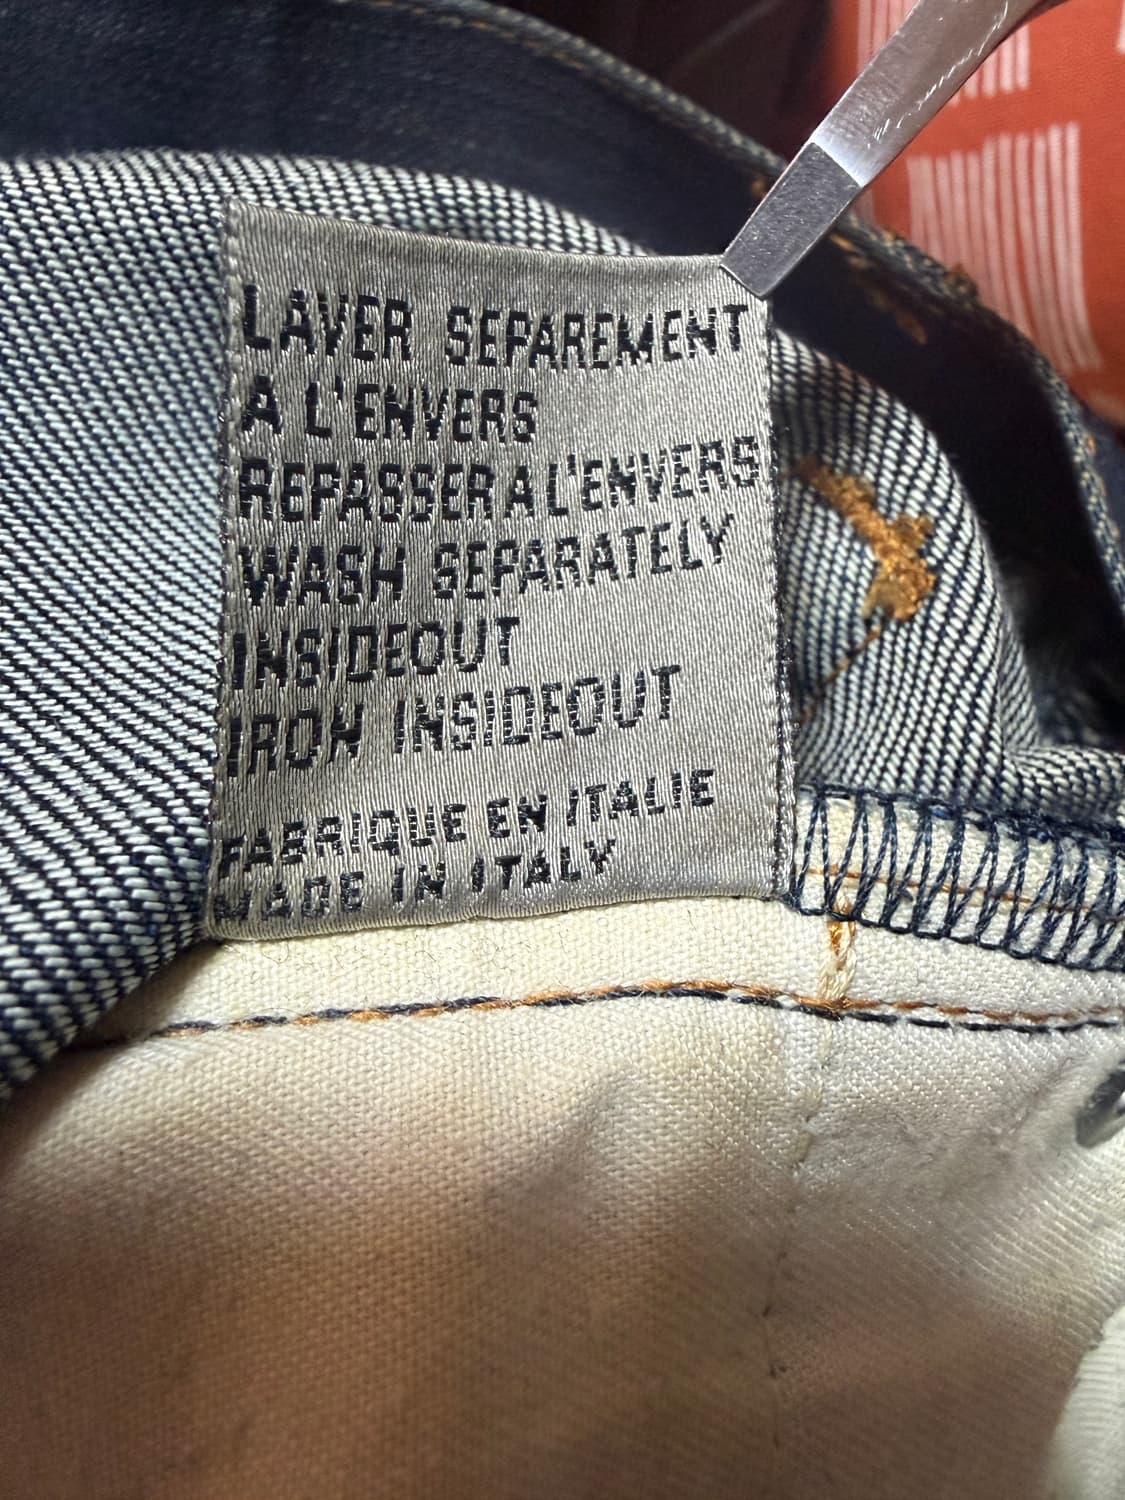 LAVER SEPAREMENT
A L'ENVERS
REPASSER A L'ENVERS
WASH SEPARATELY
INSIDEOUT
IRON INSIDEOUT
FABRIQUE EN ITALIE
MADE IN ITALY